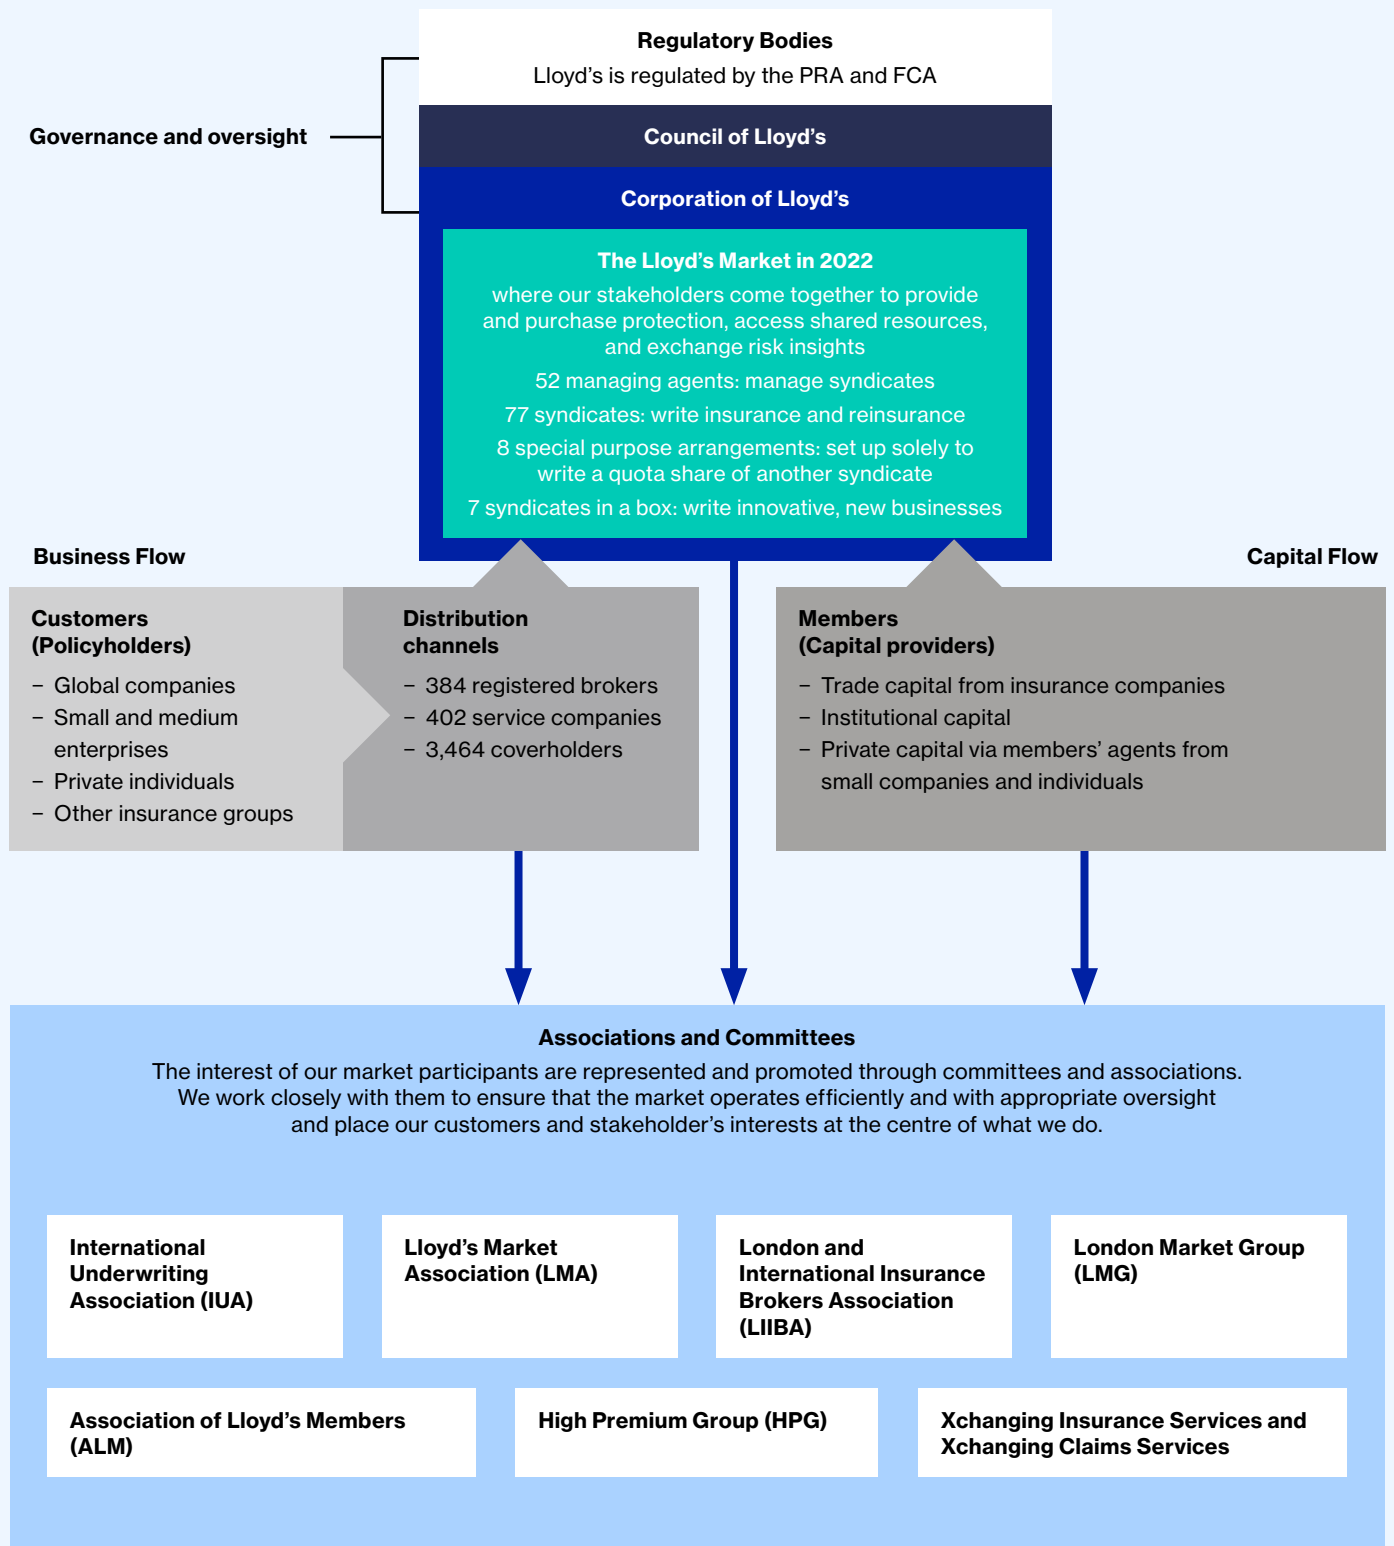 Regulatory Bodies
Lloyd’s is regulated by the PRA and FCA
Governance and oversight
Council of Lloyd’s
Corporation of Lloyd’s
The Lloyd’s Market in 2022
where our stakeholders come together to provide
and purchase protection, access shared resources,
and exchange risk insights
52 managing agents: manage syndicates
77 syndicates: write insurance and reinsurance
8 special purpose arrangements: set up solely to
write a quota share of another syndicate
7 syndicates in a box: write innovative, new businesses
Business Flow
Capital Flow
Customers
(Policyholders)
– Global companies
– Small and medium
enterprises
– Private individuals
– Other insurance groups
Distribution
channels
– 384 registered brokers
– 402 service companies
– 3,464 coverholders
Members
(Capital providers)
– Trade capital from insurance companies
– Institutional capital
– Private capital via members’ agents from
small companies and individuals
Associations and Committees
The interest of our market participants are represented and promoted through committees and associations.
We work closely with them to ensure that the market operates efficiently and with appropriate oversight
and place our customers and stakeholder’s interests at the centre of what we do.
International
Underwriting
Association (IUA)
Lloyd’s Market
Association (LMA)
London and
International Insurance
Brokers Association
(LIIBA)
London Market Group
(LMG)
Association of Lloyd’s Members
(ALM)
High Premium Group (HPG)
Xchanging Insurance Services and
Xchanging Claims Services